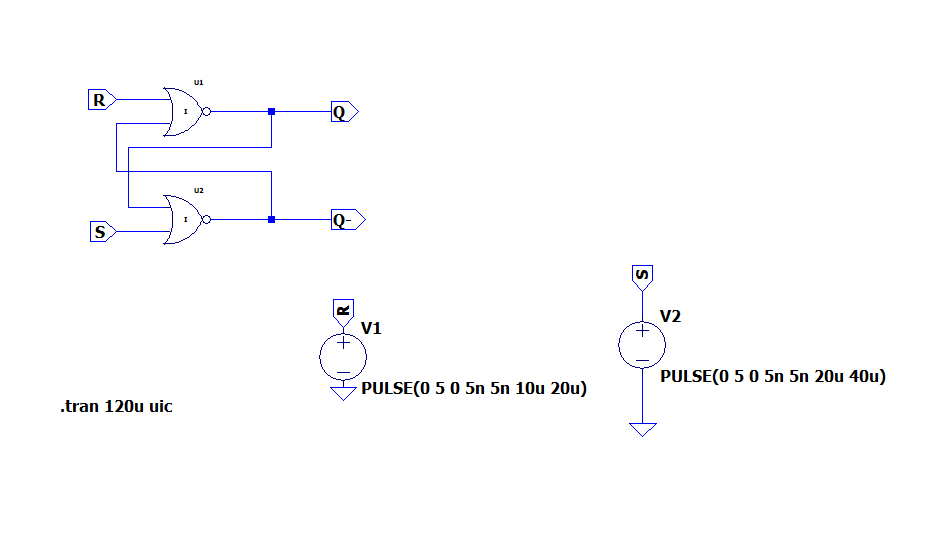 U1
R
I
Q
U2
I
Q-
S
S
R
V1
V2
PULSE(0 5 0 5n 5n 20u 40u)
PULSE(0 5 0 5n 5n 10u 20u)
.tran 120u uic